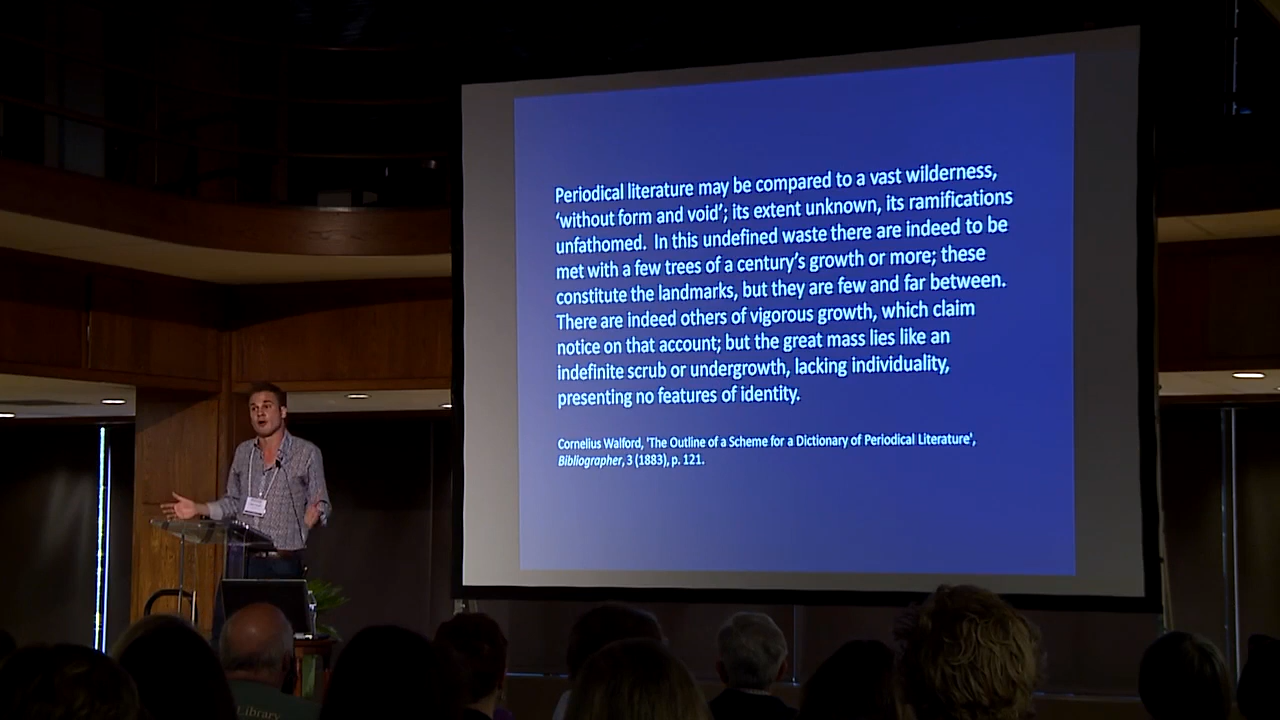 Periodical literature may be compared to a vast wilderness,
‘without form and void’; its extent unknown, its ramifications
unfathomed.  In this undefined waste there are indeed to be
met with a few trees of a century’s growth or more; these
constitute the landmarks, but they are few and far between.
There are indeed others of vigorous growth, which claim
notice on that account; but the great mass lies like an
indefinite scrub or undergrowth, lacking individuality,
presenting no features of identity.
Cornelius Walford, 'The Outline of a Scheme for a Dictionary of Periodical Literature',
Bibliographer, 3 (1883), p. 121.
Library